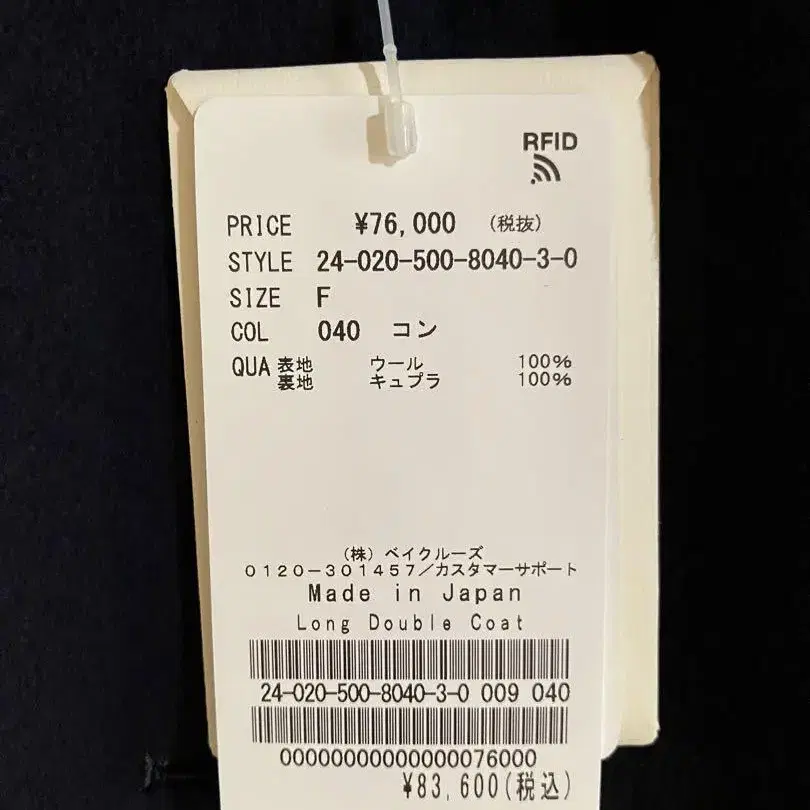 RFID
PRICE ¥76,000 (税抜)
STYLE 24-020-500-8040-3-0
SIZE F
COL 040 コン
QUA 表地 ウール 100%
裏地 キュプラ 100%
(株) ベイクルーズ
0120-301457/カスタマーサポート
Made in Japan
Long Double Coat
24-020-500-8040-3-0 009 040
00000000000000076000
¥83,600(税込)